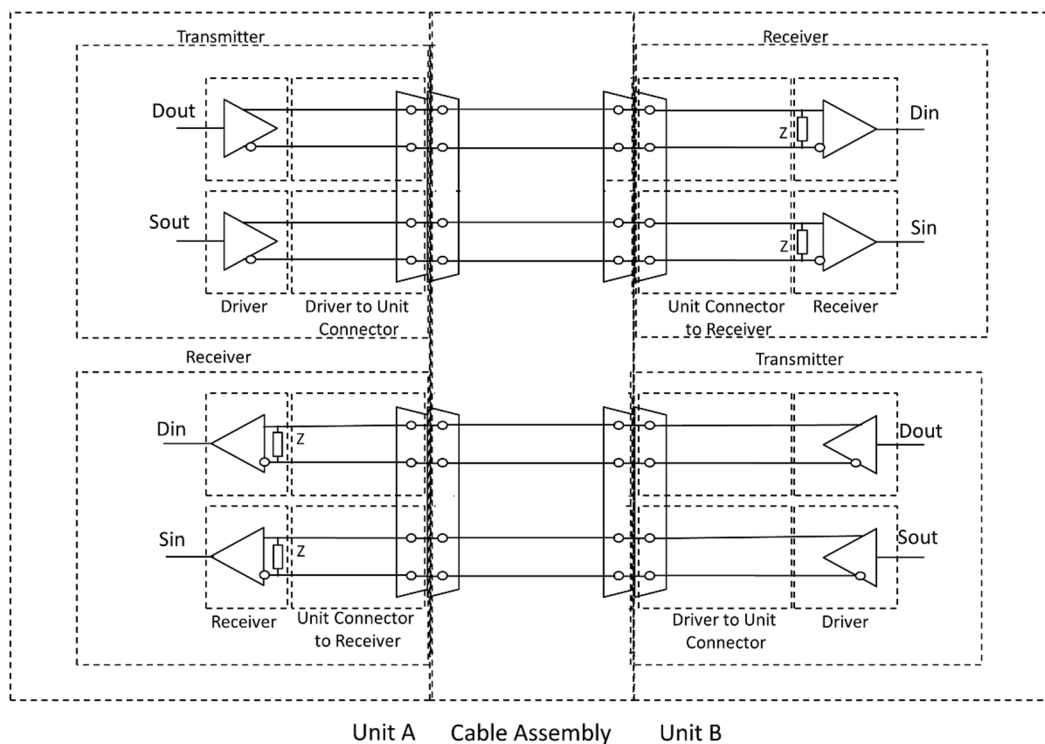 Transmitter
Receiver
Dout
Z
Din
Sout
Z
Sin
Driver
Driver to Unit
Connector
Unit Connector
to Receiver
Receiver
Receiver
Transmitter
Din
Z
Dout
Sin
Z
Sout
Receiver
Unit Connector
to Receiver
Driver to Unit
Connector
Driver
Unit A
Cable Assembly
Unit B